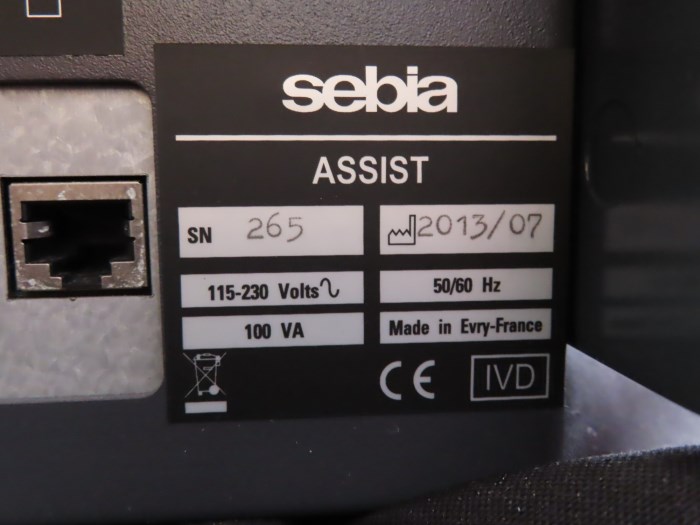 sebia
ASSIST
SN 265
2013/07
115-230 Volts∿
50/60 Hz
100 VA
Made in Evry-France
CE IVD